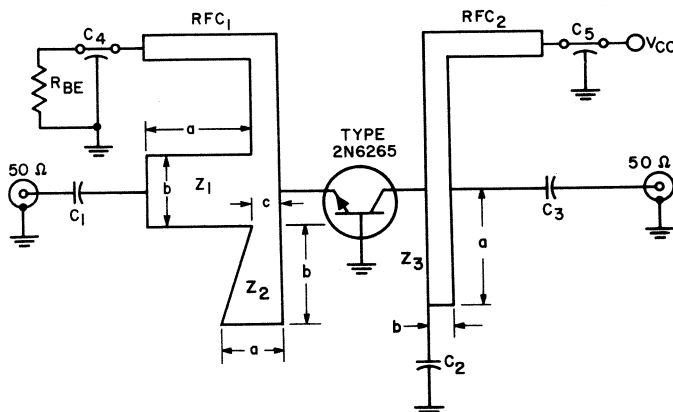 RFC1
RFC2
C4
C5
VCC
RBE
a
TYPE
2N6265
50 Ω
50 Ω
b
Z1
c
C1
C3
a
b
Z3
Z2
b
a
C2